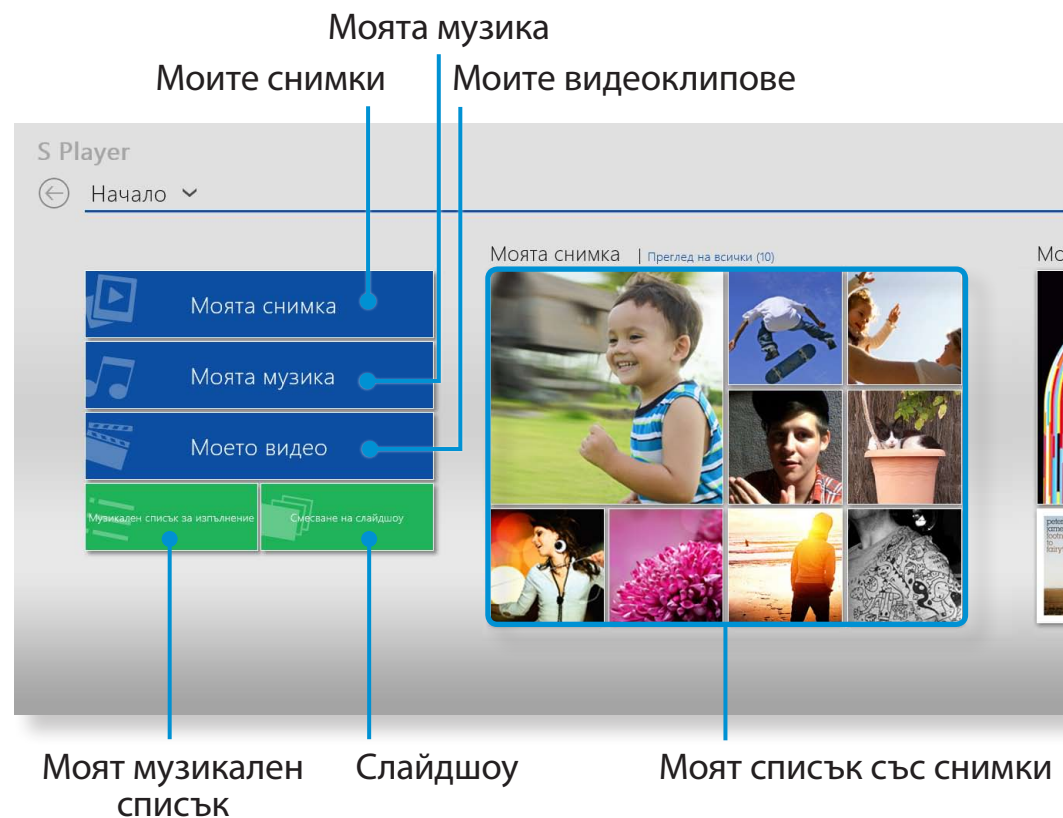 Моята музика
Моите снимки
Моите видеоклипове
S Player
Начало
Моята снимка | Преглед на всички (10)
Мо
Моята снимка
Моята музика
Моето видео
Музикален списък за изпълнение
Смесване на слайдшоу
Моят музикален
списък
Слайдшоу
Моят списък със снимки